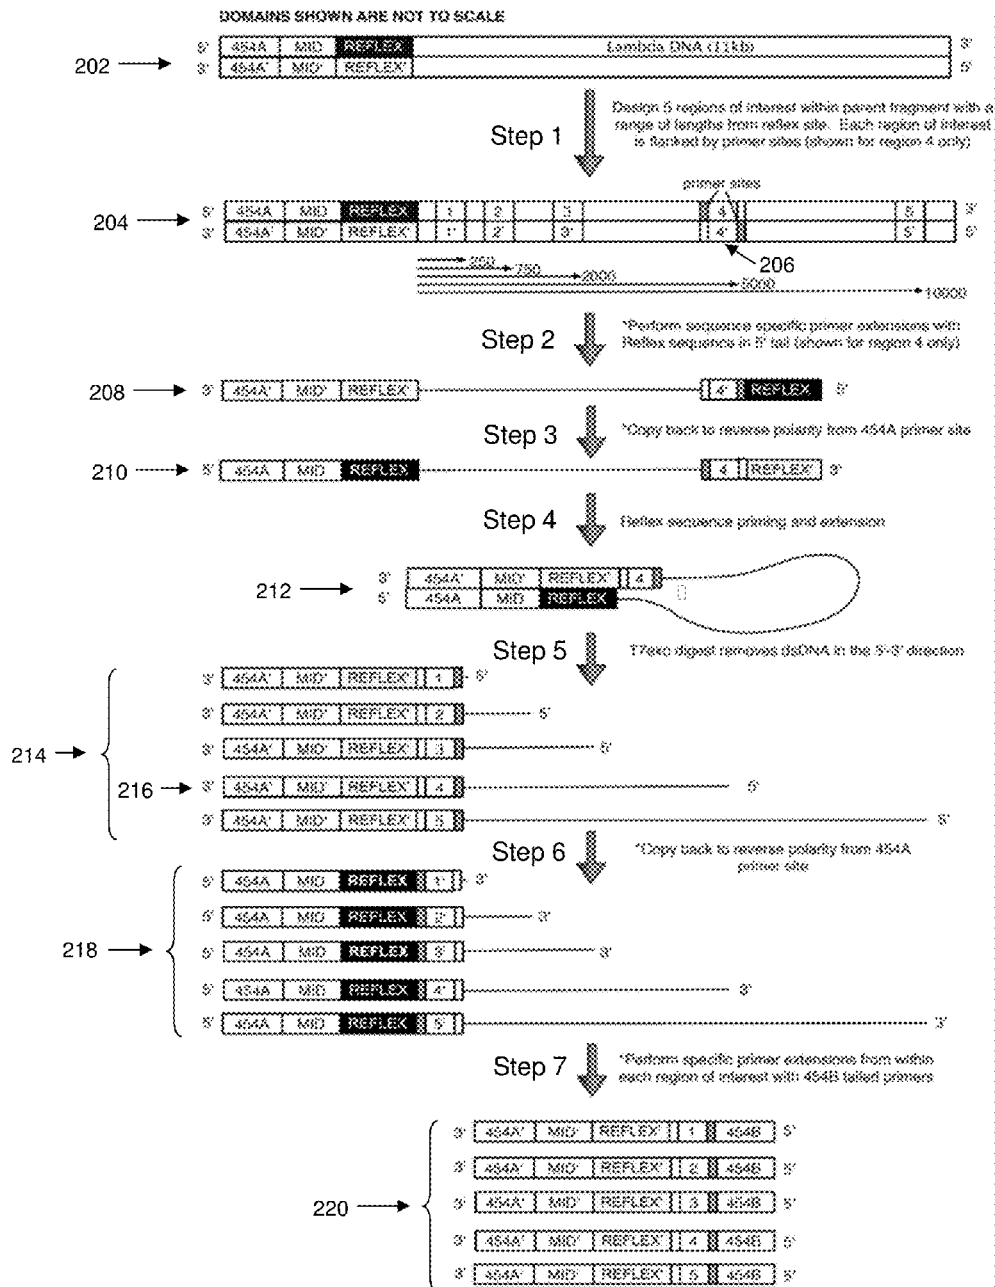 DOMAINS SHOWN ARE NOT TO SCALE
5' 454A MID REFLEX Lambda DNA (11kb) 3'
202
3' 454A' MID' REFLEX' 5'
Step 1
Design 5 regions of interest within parent fragment with a
range of lengths from reflex site. Each region of interest
is flanked by primer sites (shown for region 4 only)
primer sites
204
5' 454A MID REFLEX 1 2 3 4 5 3'
3' 454A' MID' REFLEX' 1' 2' 3' 4' 5' 5'
206
250
750
2000
5000
10000
Step 2
*Perform sequence specific primer extensions with
Reflex sequence in 5' tail (shown for region 4 only)
208
3' 454A' MID' REFLEX' 4' REFLEX 5'
Step 3
*Copy back to reverse polarity from 454A primer site
210
5' 454A MID REFLEX 4 REFLEX' 3'
Step 4
Reflex sequence priming and extension
212
3' 454A' MID' REFLEX' 4
5' 454A MID REFLEX
Step 5
T7exo digest removes dsDNA in the 5'-3' direction
214
3' 454A' MID' REFLEX' 1 5'
3' 454A' MID' REFLEX' 2 5'
3' 454A' MID' REFLEX' 3 5'
216
3' 454A' MID' REFLEX' 4 5'
3' 454A' MID' REFLEX' 5 5'
Step 6
*Copy back to reverse polarity from 454A
primer site
218
5' 454A MID REFLEX 1' 3'
5' 454A MID REFLEX 2' 3'
5' 454A MID REFLEX 3' 3'
5' 454A MID REFLEX 4' 3'
5' 454A MID REFLEX 5' 3'
Step 7
*Perform specific primer extensions from within
each region of interest with 454B tailed primers
220
3' 454A' MID' REFLEX' 1 454B 5'
3' 454A' MID' REFLEX' 2 454B 5'
3' 454A' MID' REFLEX' 3 454B 5'
3' 454A' MID' REFLEX' 4 454B 5'
3' 454A' MID' REFLEX' 5 454B 5'